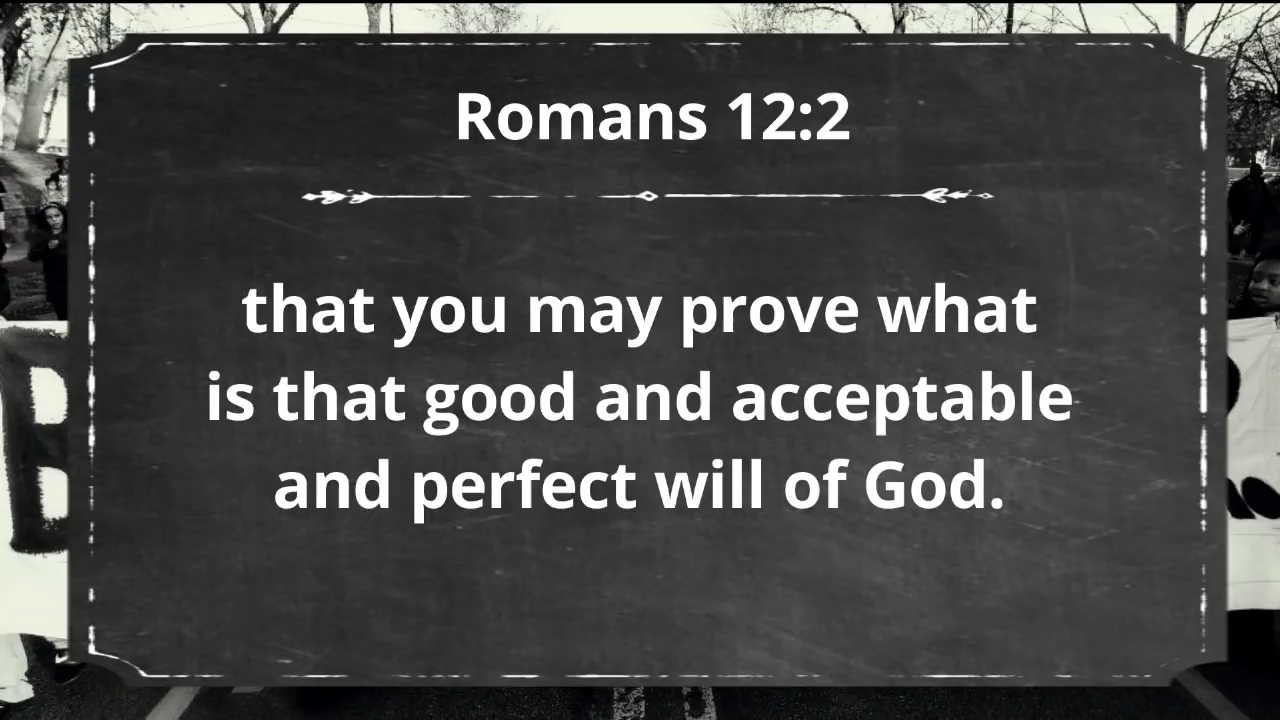 Romans 12:2
that you may prove what
is that good and acceptable
and perfect will of God.
B